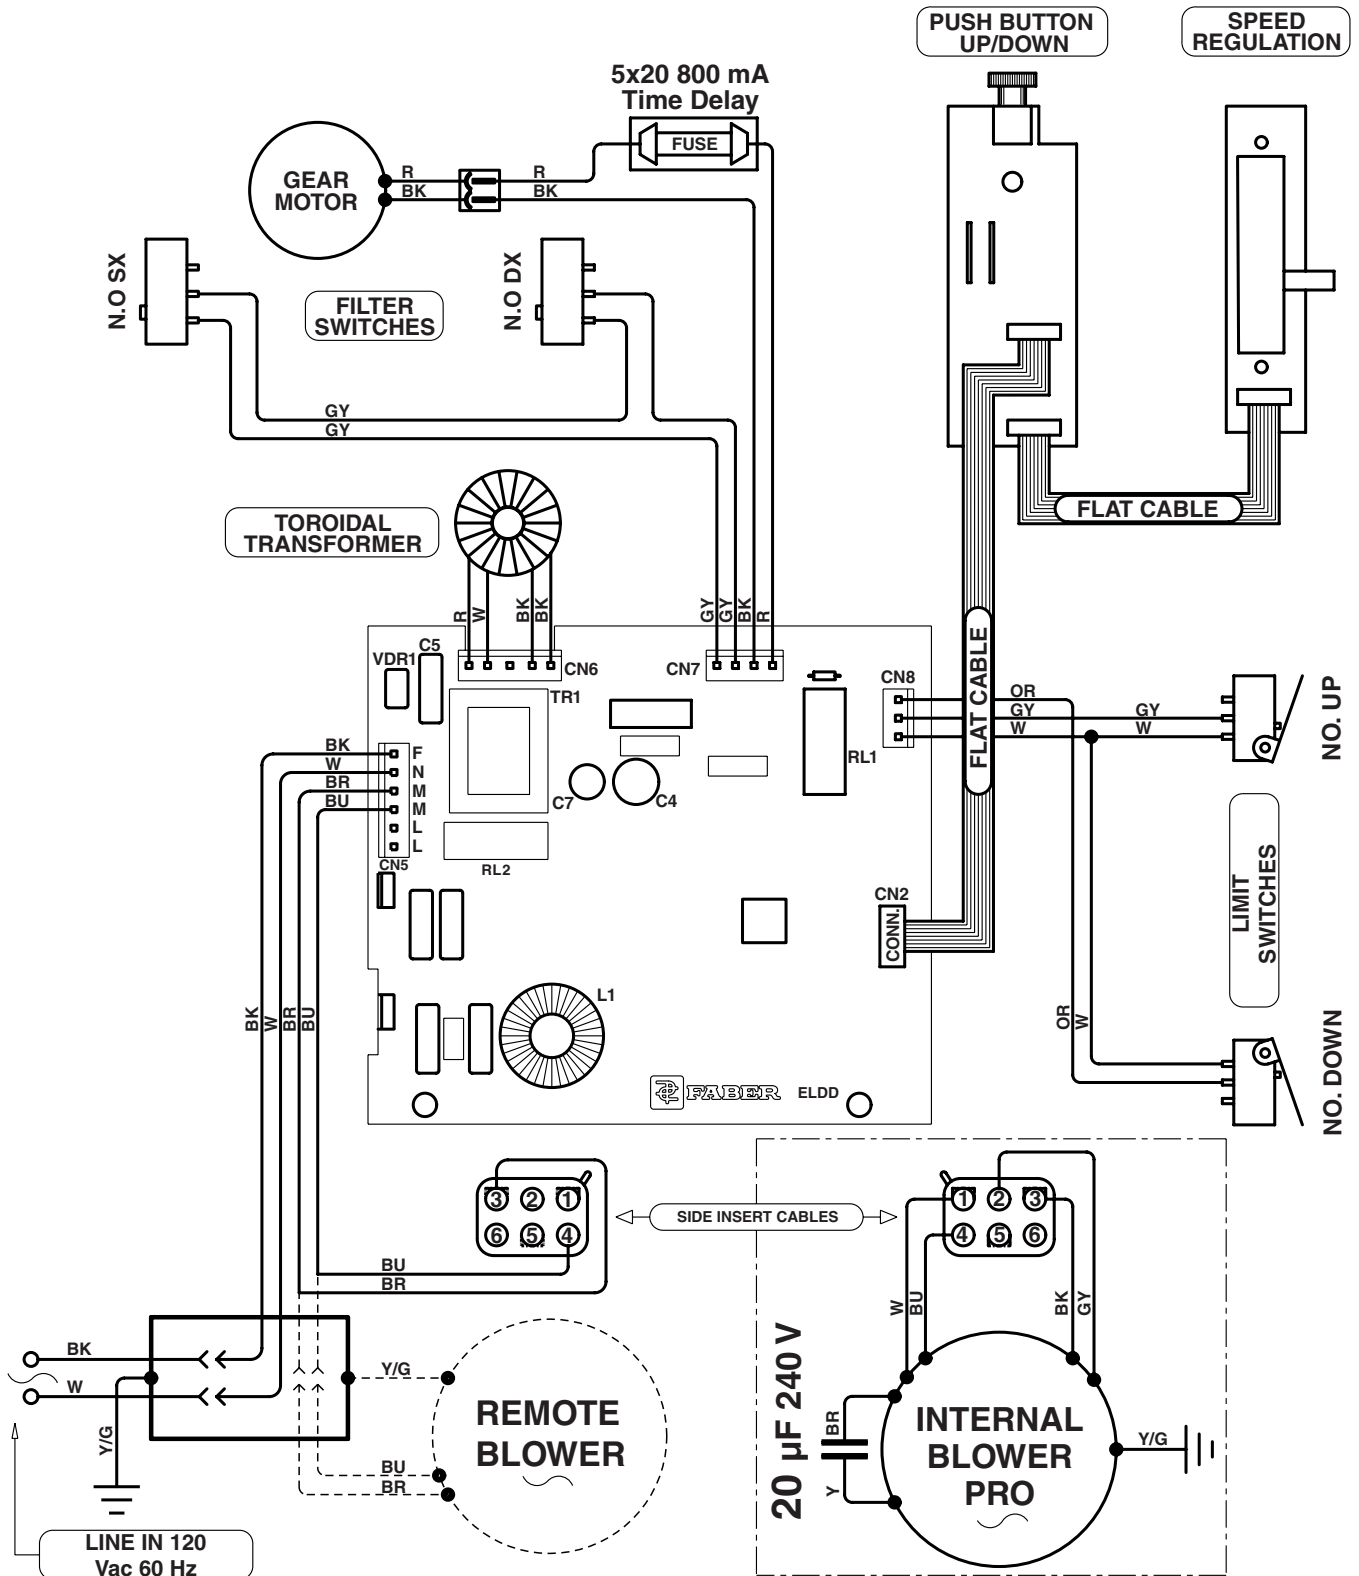 PUSH BUTTON
UP/DOWN
SPEED
REGULATION
5x20 800 mA
Time Delay
FUSE
GEAR
MOTOR
R
BK
R
BK
N.O SX
FILTER
SWITCHES
N.O DX
GY
GY
FLAT CABLE
TOROIDAL
TRANSFORMER
R
W
BK
BK
GY
GY
BK
R
VDR1
C5
CN6
CN7
TR1
CN8
OR
GY
W
GY
W
NO. UP
FLAT CABLE
RL1
BK
W
BR
BU
F
N
M
M
L
L
C7
C4
CN5
RL2
CN2
CONN.
LIMIT
SWITCHES
L1
BK
W
BR
BU
OR
W
FABER
ELDD
NO. DOWN
3 2 1
6 5 4
SIDE INSERT CABLES
1 2 3
4 5 6
BU
BR
W
BU
BK
GY
BK
W
Y/G
Y/G
REMOTE
BLOWER
BU
BR
20 µF 240 V
BR
Y
INTERNAL
BLOWER
PRO
Y/G
LINE IN 120
Vac 60 Hz